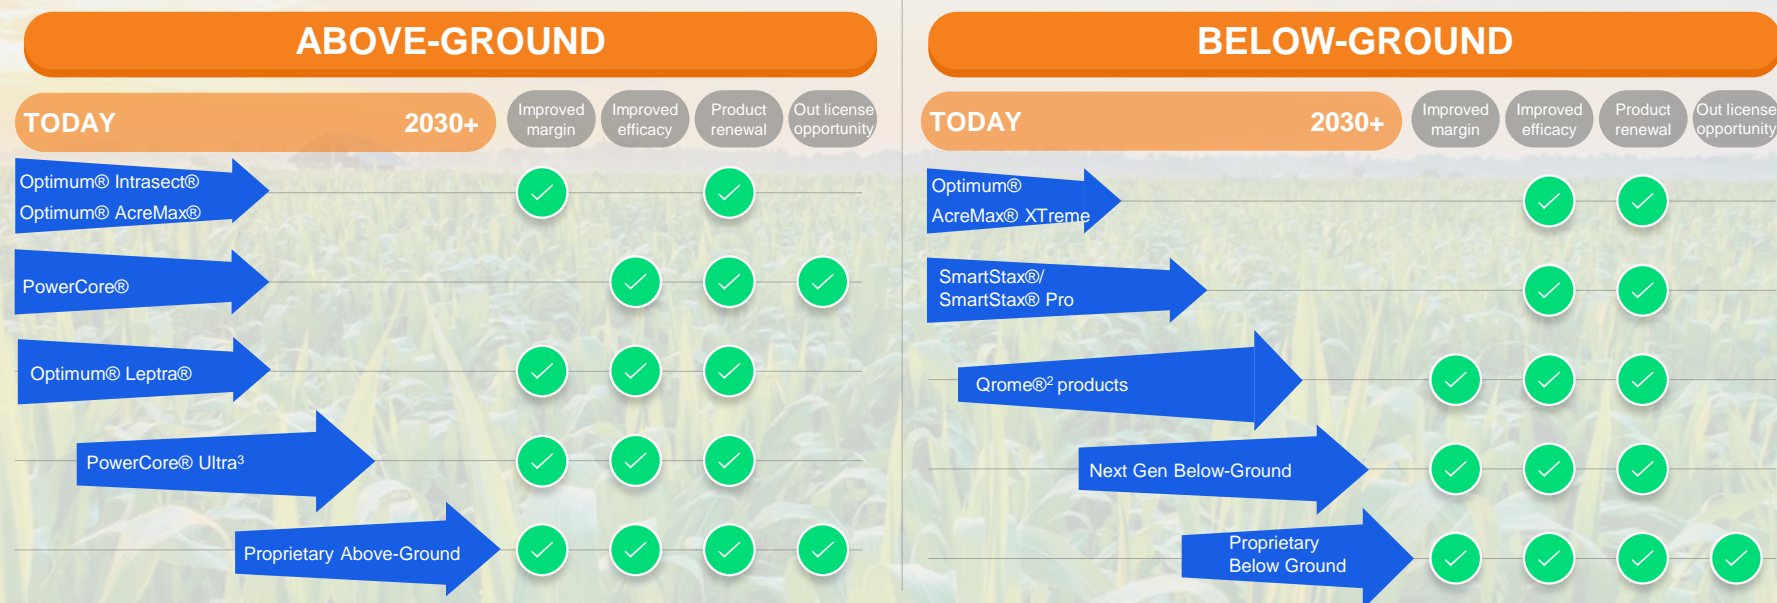 ABOVE-GROUND
TODAY 2030+
Improved
margin
Improved
efficacy
Product
renewal
Out license
opportunity
Optimum® Intrasect®
Optimum® AcreMax®
PowerCore®
Optimum® Leptra®
PowerCore® Ultra³
Proprietary Above-Ground
BELOW-GROUND
TODAY 2030+
Improved
margin
Improved
efficacy
Product
renewal
Out license
opportunity
Optimum®
AcreMax® XTreme
SmartStax®/
SmartStax® Pro
Qrome®² products
Next Gen Below-Ground
Proprietary
Below Ground